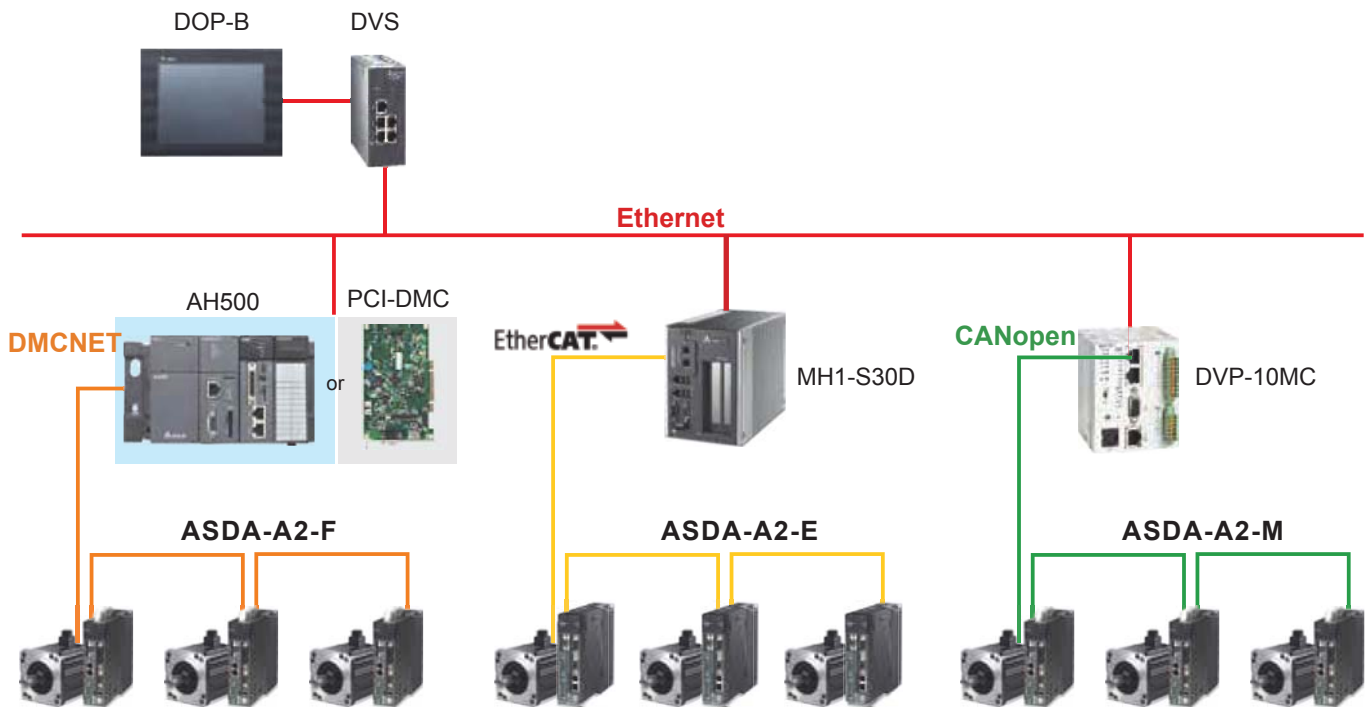 DOP-B
DVS
Ethernet
AH500
PCI-DMC
DMCNET
or
EtherCAT.
MH1-S30D
CANopen
DVP-10MC
ASDA-A2-F
ASDA-A2-E
ASDA-A2-M